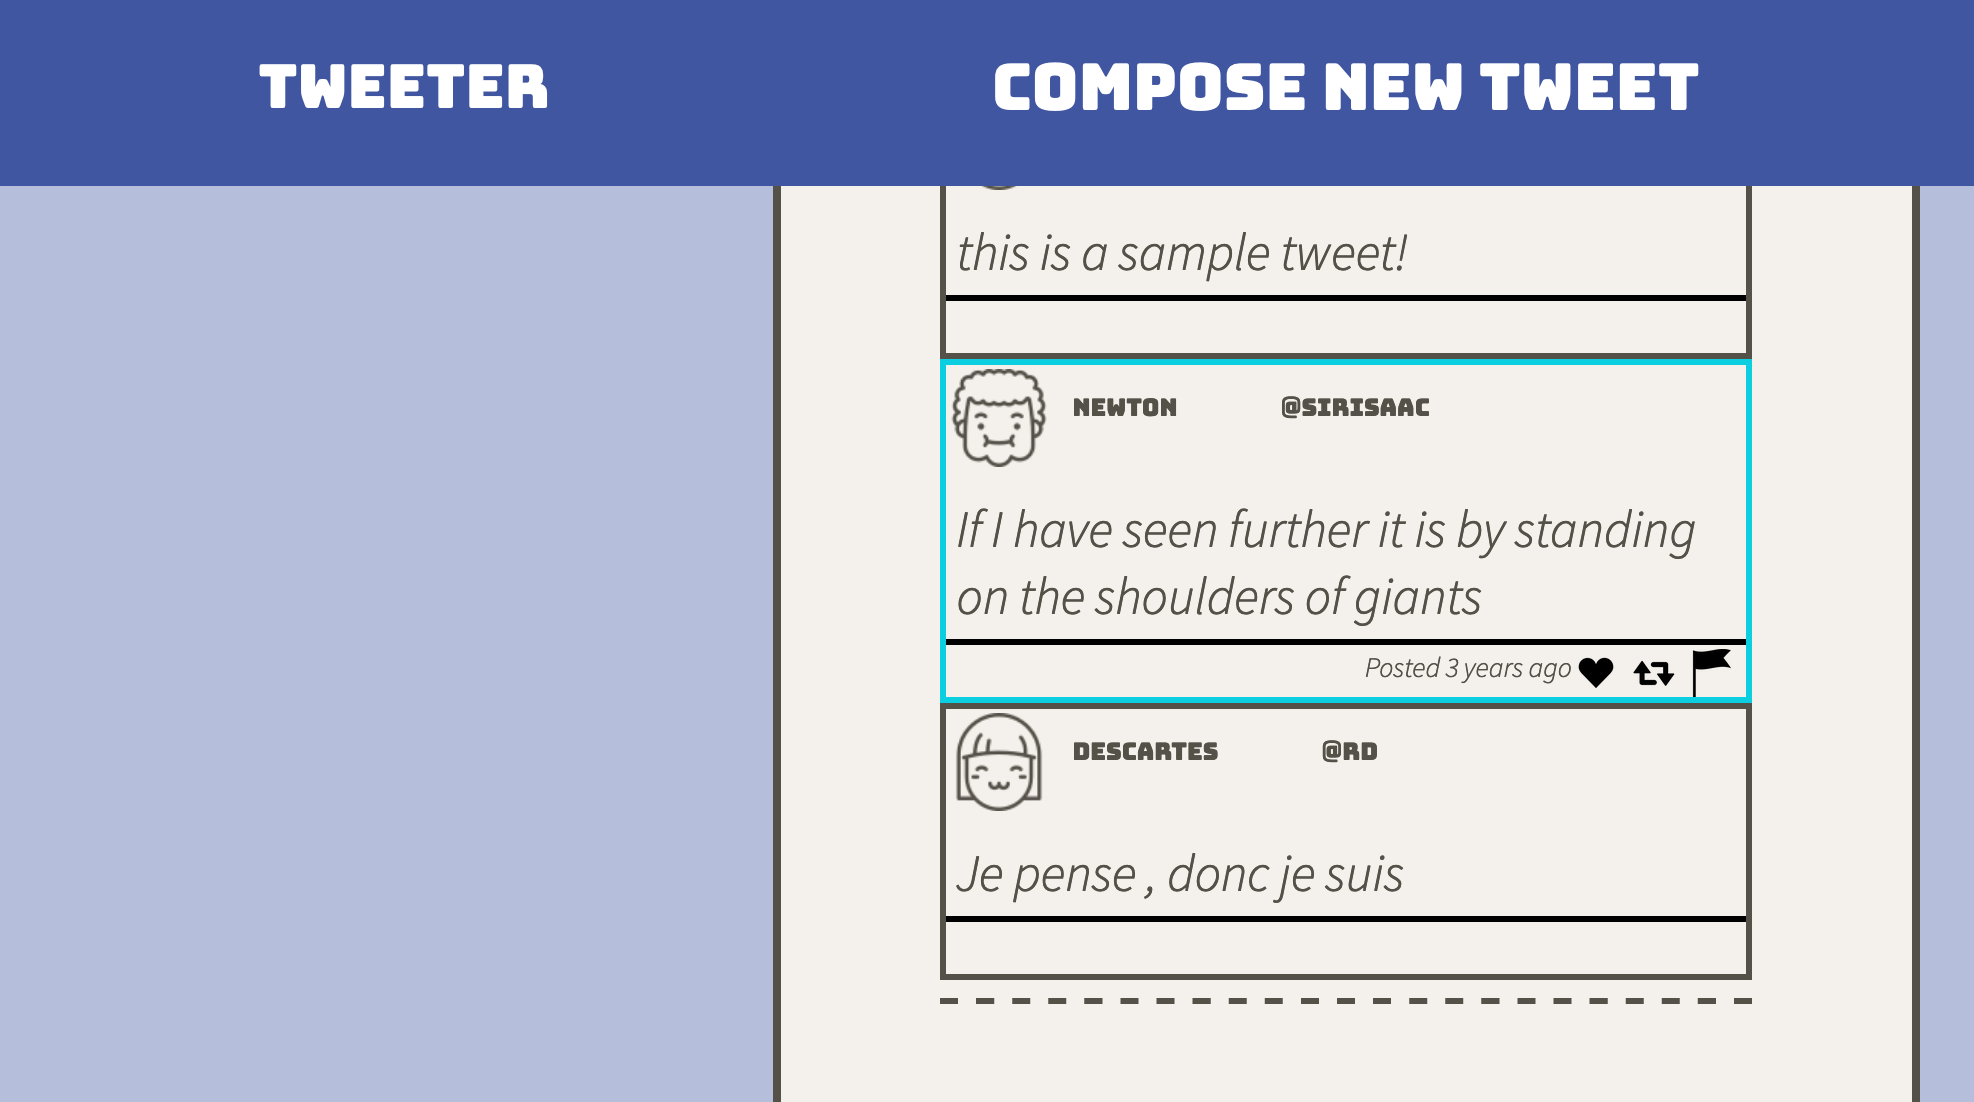 TWEETER
COMPOSE NEW TWEET
this is a sample tweet!
NEWTON @SIRISAAC
If I have seen further it is by standing
on the shoulders of giants
Posted 3 years ago
DESCARTES @RD
Je pense , donc je suis